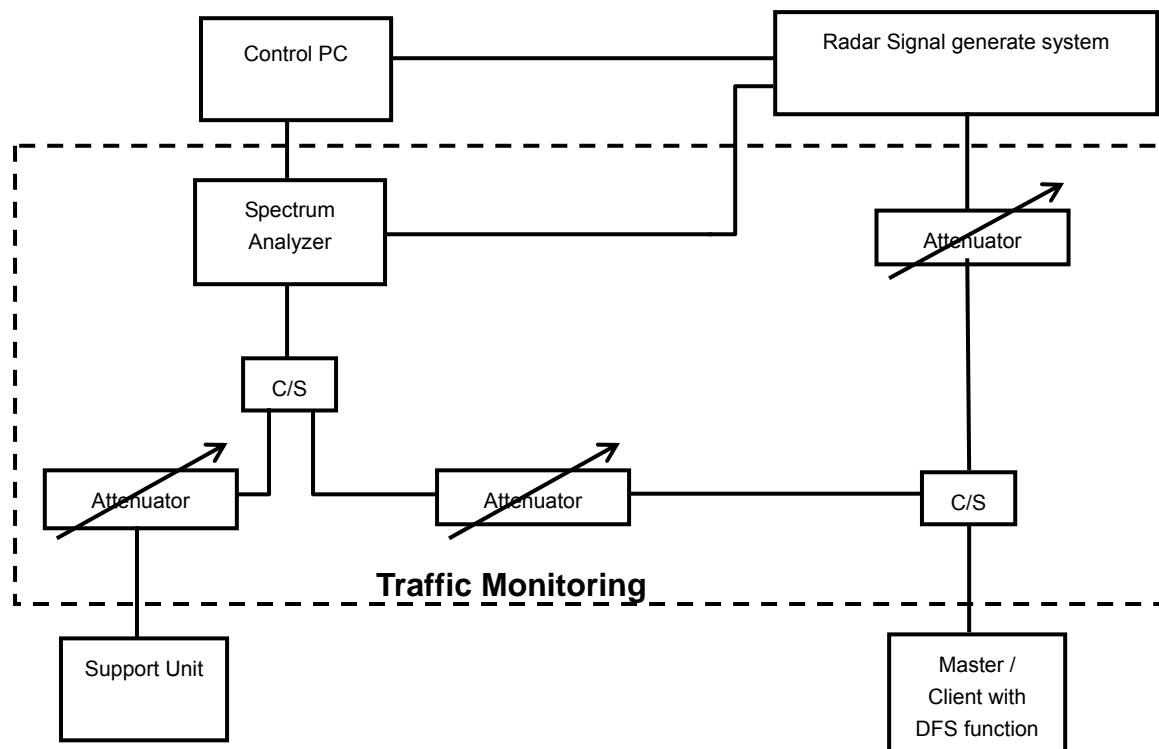 Control PC
Radar Signal generate system
Spectrum
Analyzer
Attenuator
C/S
Attenuator
Attenuator
C/S
Traffic Monitoring
Support Unit
Master /
Client with
DFS function